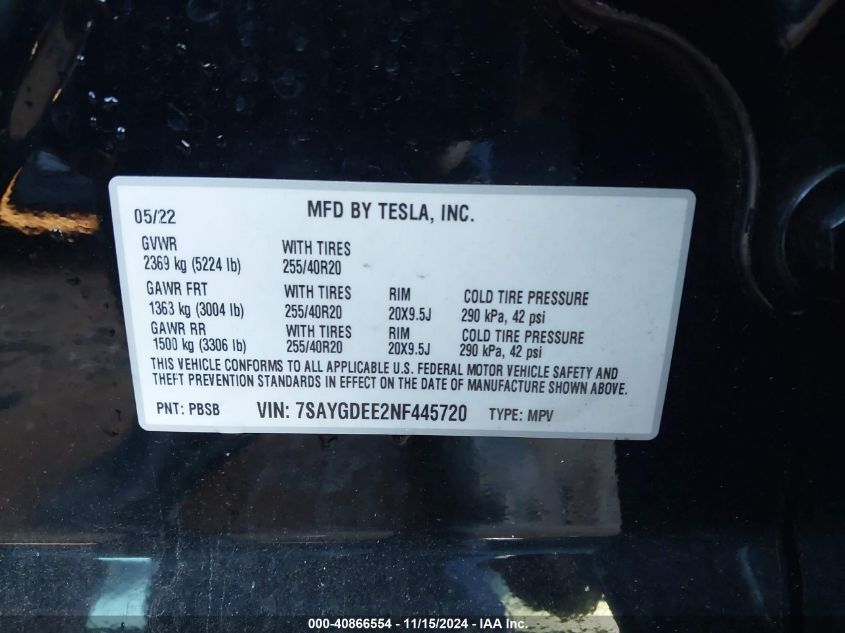 05/22 MFD BY TESLA, INC.
GVWR WITH TIRES
2369 kg (5224 lb) 255/40R20
GAWR FRT WITH TIRES RIM COLD TIRE PRESSURE
1363 kg (3004 lb) 255/40R20 20X9.5J 290 kPa, 42 psi
GAWR RR WITH TIRES RIM COLD TIRE PRESSURE
1500 kg (3306 lb) 255/40R20 20X9.5J 290 kPa, 42 psi
THIS VEHICLE CONFORMS TO ALL APPLICABLE U.S. FEDERAL MOTOR VEHICLE SAFETY AND
THEFT PREVENTION STANDARDS IN EFFECT ON THE DATE OF MANUFACTURE SHOWN ABOVE.
PNT: PBSB VIN: 7SAYGDEE2NF445720 TYPE: MPV
000-40866554 - 11/15/2024 - IAA Inc.